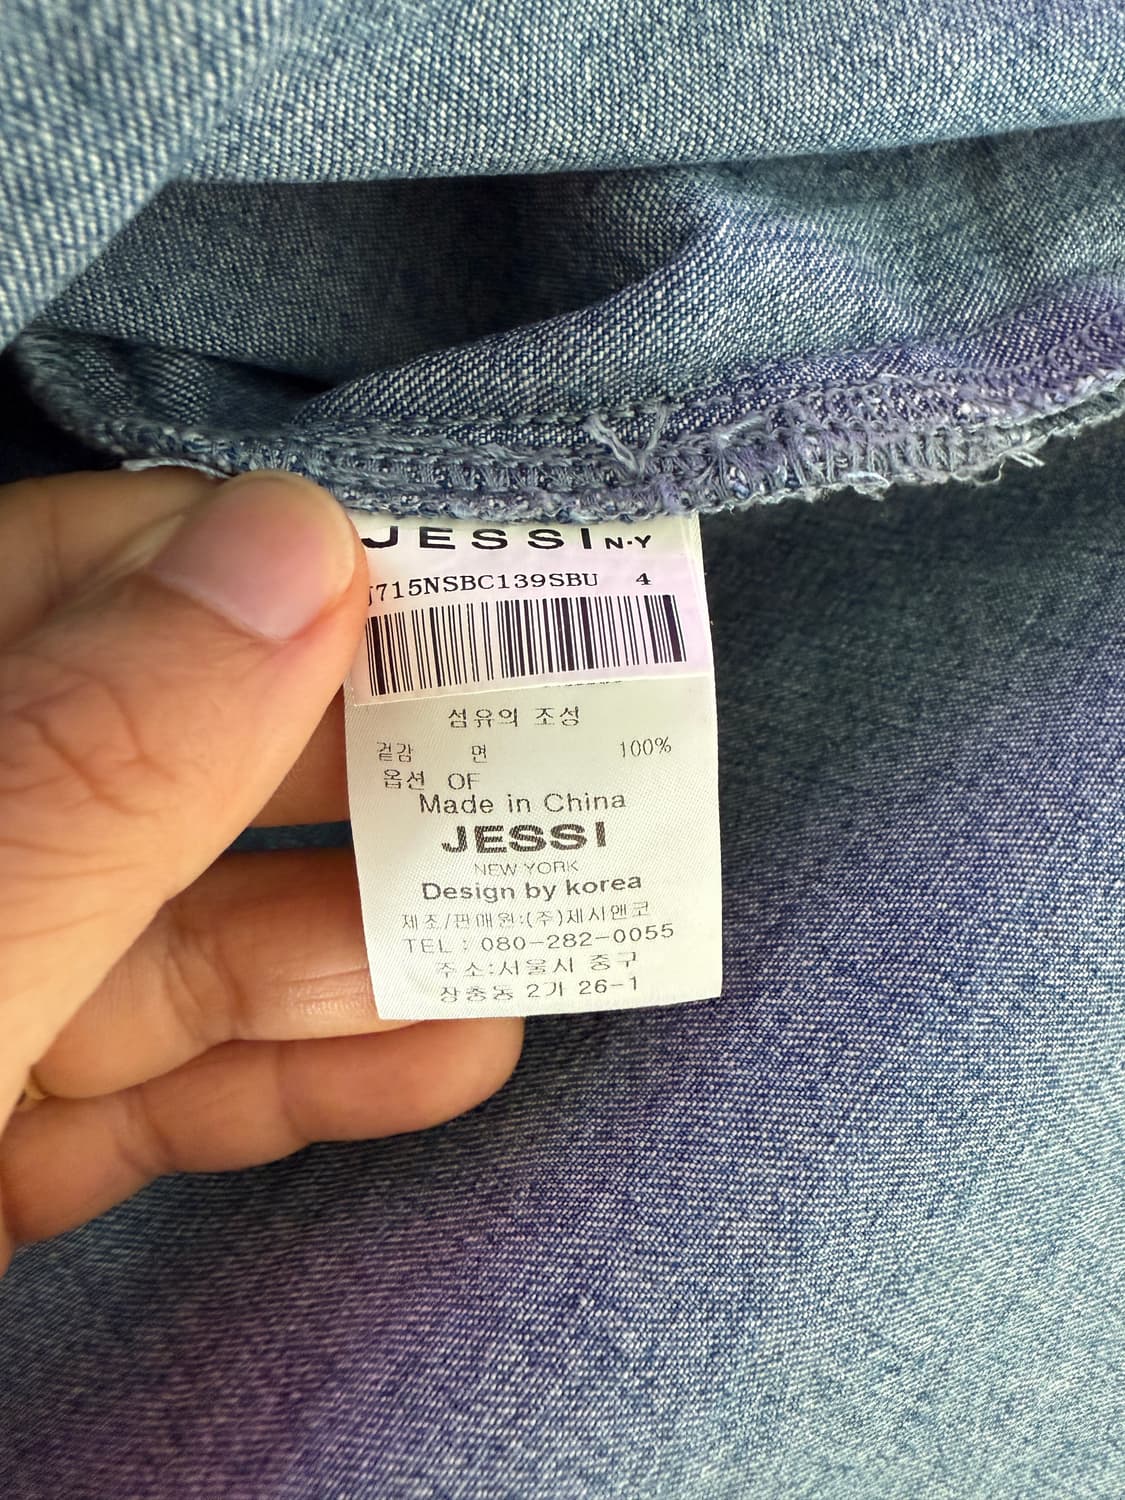 JESSI N·Y
J715NSBC139SBU 4
섬유의 조성
겉감 면 100%
옵션 OF
Made in China
JESSI
NEW YORK
Design by korea
제조/판매원:(주)제시앤코
TEL : 080-282-0055
주소:서울시 중구
장충동 2가 26-1